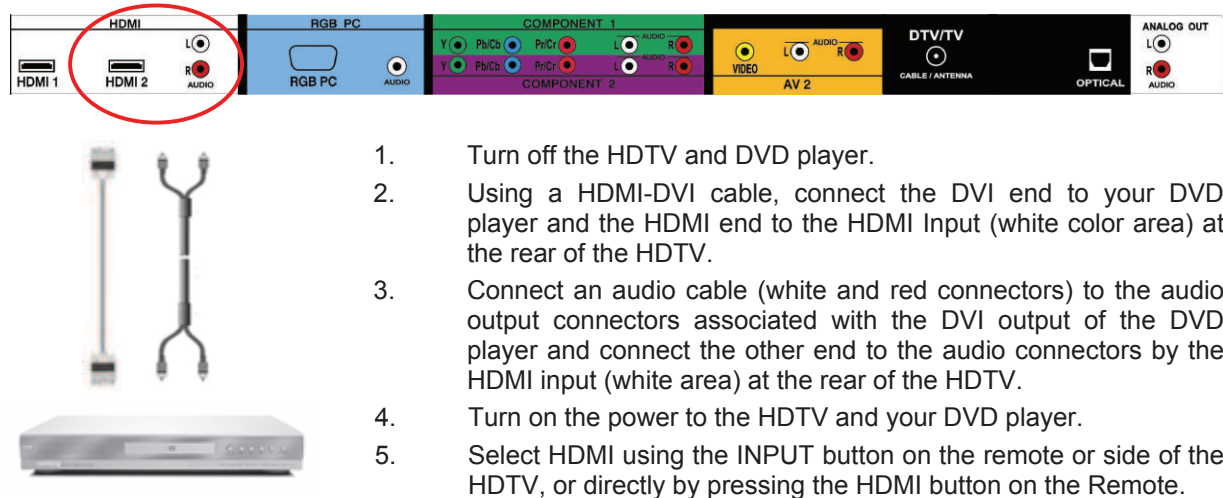 HDMI RGB PC COMPONENT 1 ANALOG OUT
L Y Pb/Cb Pr/Cr L AUDIO R VIDEO L AUDIO R DTV/TV L
R Y Pb/Cb Pr/Cr L AUDIO R CABLE / ANTENNA R
HDMI 1 HDMI 2 AUDIO RGB PC AUDIO COMPONENT 2 AV 2 OPTICAL AUDIO
1. Turn off the HDTV and DVD player.
2. Using a HDMI-DVI cable, connect the DVI end to your DVD
player and the HDMI end to the HDMI Input (white color area) at
the rear of the HDTV.
3. Connect an audio cable (white and red connectors) to the audio
output connectors associated with the DVI output of the DVD
player and connect the other end to the audio connectors by the
HDMI input (white area) at the rear of the HDTV.
4. Turn on the power to the HDTV and your DVD player.
5. Select HDMI using the INPUT button on the remote or side of the
HDTV, or directly by pressing the HDMI button on the Remote.